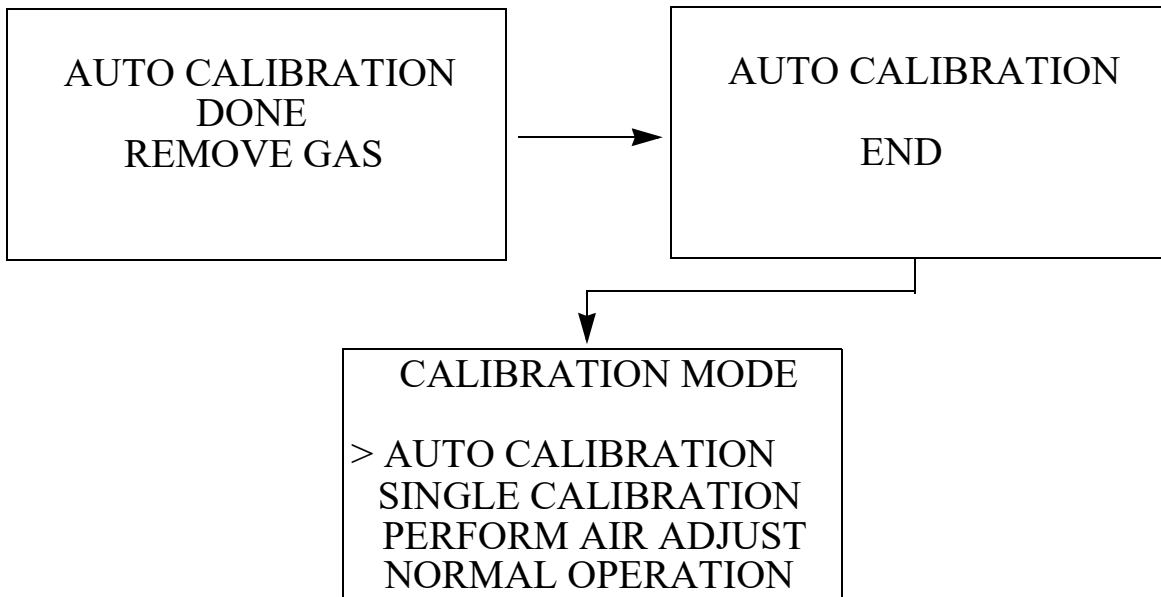 AUTO CALIBRATION
DONE
REMOVE GAS
AUTO CALIBRATION
END
CALIBRATION MODE
> AUTO CALIBRATION
SINGLE CALIBRATION
PERFORM AIR ADJUST
NORMAL OPERATION